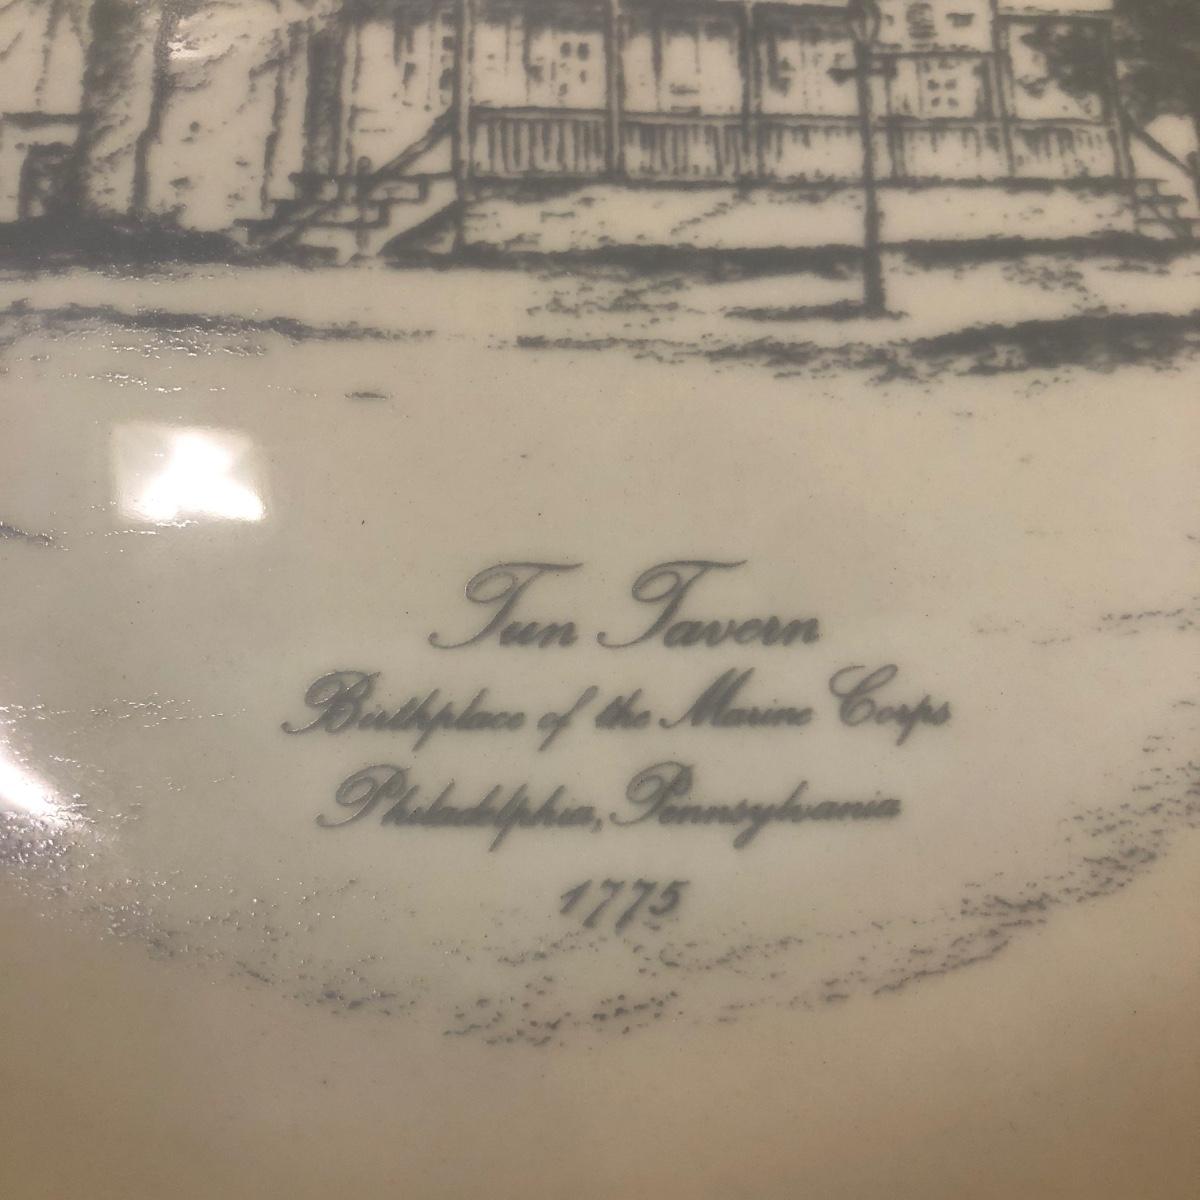 Tun Tavern
Birthplace of the Marine Corps
Philadelphia, Pennsylvania
1775